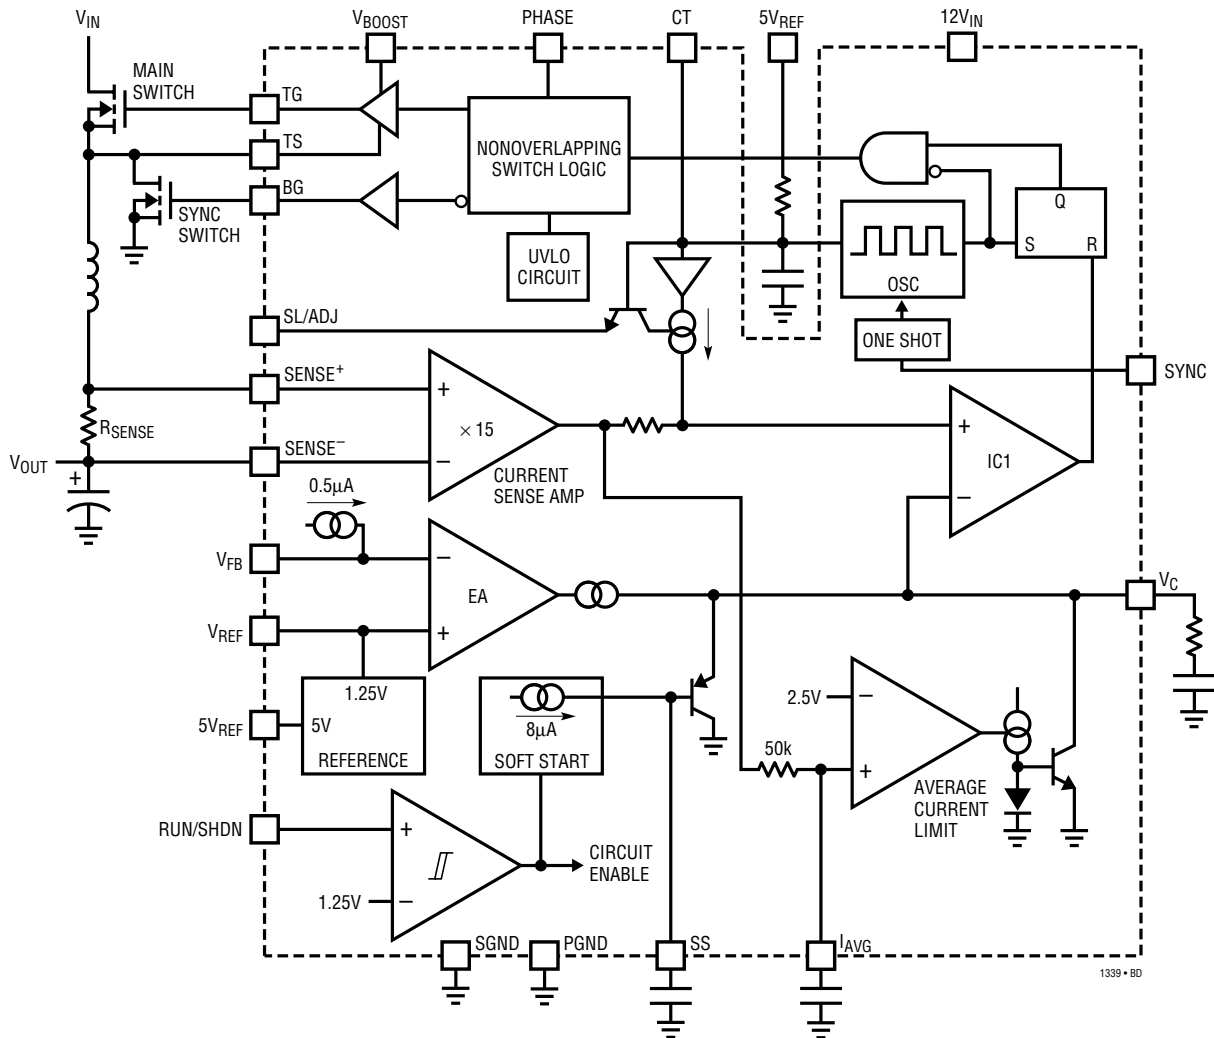 VIN
VBOOST
PHASE
CT
5VREF
12VIN
MAIN
SWITCH
TG
TS
BG
SYNC
SWITCH
NONOVERLAPPING
SWITCH LOGIC
UVLO
CIRCUIT
Q
S
R
OSC
ONE SHOT
SYNC
SL/ADJ
SENSE+
RSENSE
SENSE−
VOUT
+
+
× 15
−
CURRENT
SENSE AMP
+
IC1
−
0.5µA
VFB
−
EA
+
VREF
VC
1.25V
5V
REFERENCE
5VREF
8µA
SOFT START
2.5V
−
50k
+
AVERAGE
CURRENT
LIMIT
RUN/SHDN
+
1.25V
−
CIRCUIT
ENABLE
SGND
PGND
SS
IAVG
1339 • BD